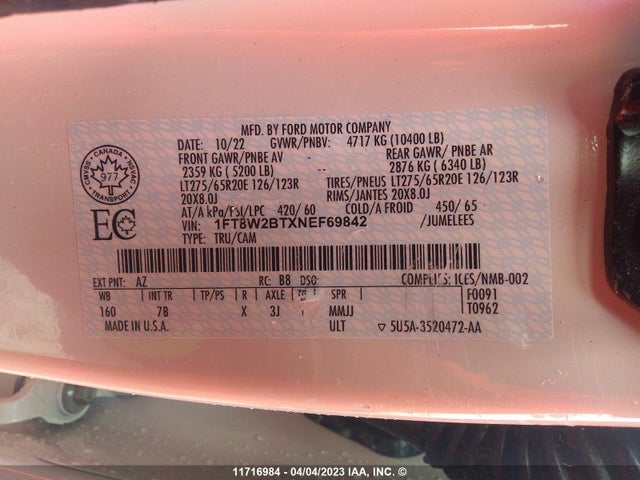 MFD. BY FORD MOTOR COMPANY
DATE: 10/22 GVWR/PNBV: 4717 KG (10400 LB)
FRONT GAWR/PNBE AV - REAR GAWR/ PNBE AR
2359 KG ( 5200 LB) -- 2876 KG ( 6340 LB)
LT275/65R20E 126/123R TIRES/PNEUS LT275/65R20E 126/123R
20X8.0J RIMS/JANTES 20X8.0J
AT/A kPa/PSI/LPC 420/ 60 COLD/A FROID 450/ 65
VIN: 1FT8W2BTXNEF69842 /JUMELEES
TYPE: TRU/CAM
CANADA
977
TRANSPORT
EC
EXT PNT: AZ RC: B8 DSO: ICES/NMB-002
WB INT TR TP/PS R AXLE SPR F0091
160 7B X 3J MMJJ T0962
MADE IN U.S.A. ULT ▽ 5U5A-3520472-AA
11716984 - 04/04/2023 IAA, INC. ©